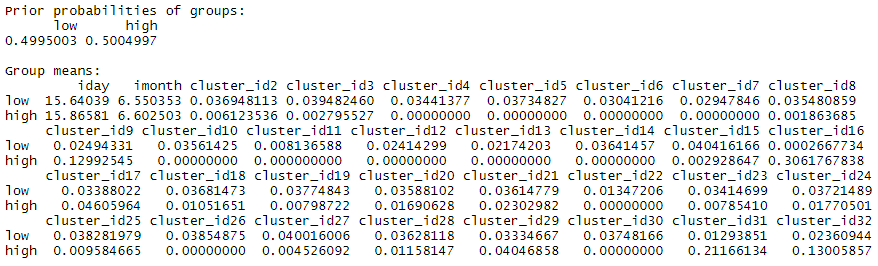 Prior probabilities of groups:
low high
0.4995003 0.5004997
Group means:
iday imonth cluster_id2 cluster_id3 cluster_id4 cluster_id5 cluster_id6 cluster_id7 cluster_id8
low 15.64039 6.550353 0.036948113 0.039482460 0.03441377 0.03734827 0.03041216 0.02947846 0.035480859
high 15.86581 6.602503 0.006123536 0.002795527 0.00000000 0.00000000 0.00000000 0.00000000 0.001863685
cluster_id9 cluster_id10 cluster_id11 cluster_id12 cluster_id13 cluster_id14 cluster_id15 cluster_id16
low 0.02494331 0.03561425 0.008136588 0.02414299 0.02174203 0.03641457 0.040416166 0.0002667734
high 0.12992545 0.00000000 0.000000000 0.00000000 0.00000000 0.00000000 0.002928647 0.3061767838
cluster_id17 cluster_id18 cluster_id19 cluster_id20 cluster_id21 cluster_id22 cluster_id23 cluster_id24
low 0.03388022 0.03681473 0.03774843 0.03588102 0.03614779 0.01347206 0.03414699 0.03721489
high 0.04605964 0.01051651 0.00798722 0.01690628 0.02302982 0.00000000 0.00785410 0.01770501
cluster_id25 cluster_id26 cluster_id27 cluster_id28 cluster_id29 cluster_id30 cluster_id31 cluster_id32
low 0.038281979 0.03854875 0.040016006 0.03628118 0.03334667 0.03748166 0.01293851 0.02360944
high 0.009584665 0.00000000 0.004526092 0.01158147 0.04046858 0.00000000 0.21166134 0.13005857